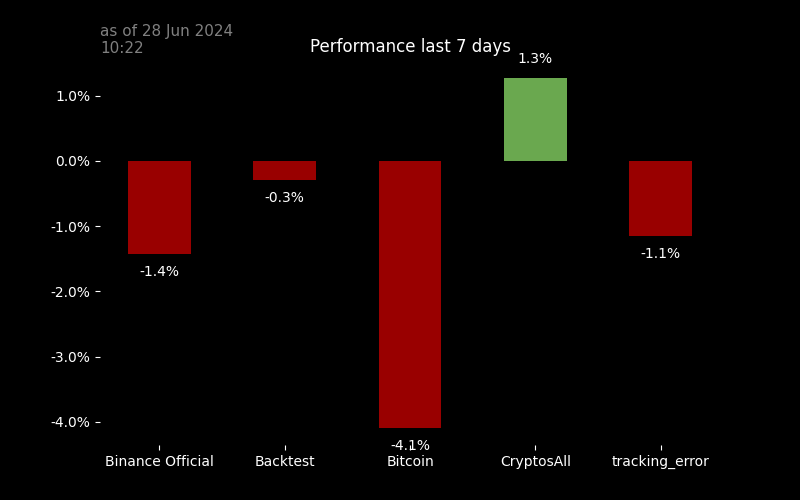 as of 28 Jun 2024
10:22
Performance last 7 days
1.3%
1.0%
0.0%
-0.3%
-1.0%
-1.1%
-1.4%
-2.0%
-3.0%
-4.0%
-4.1%
Binance Official
Backtest
Bitcoin
CryptosAll
tracking_error